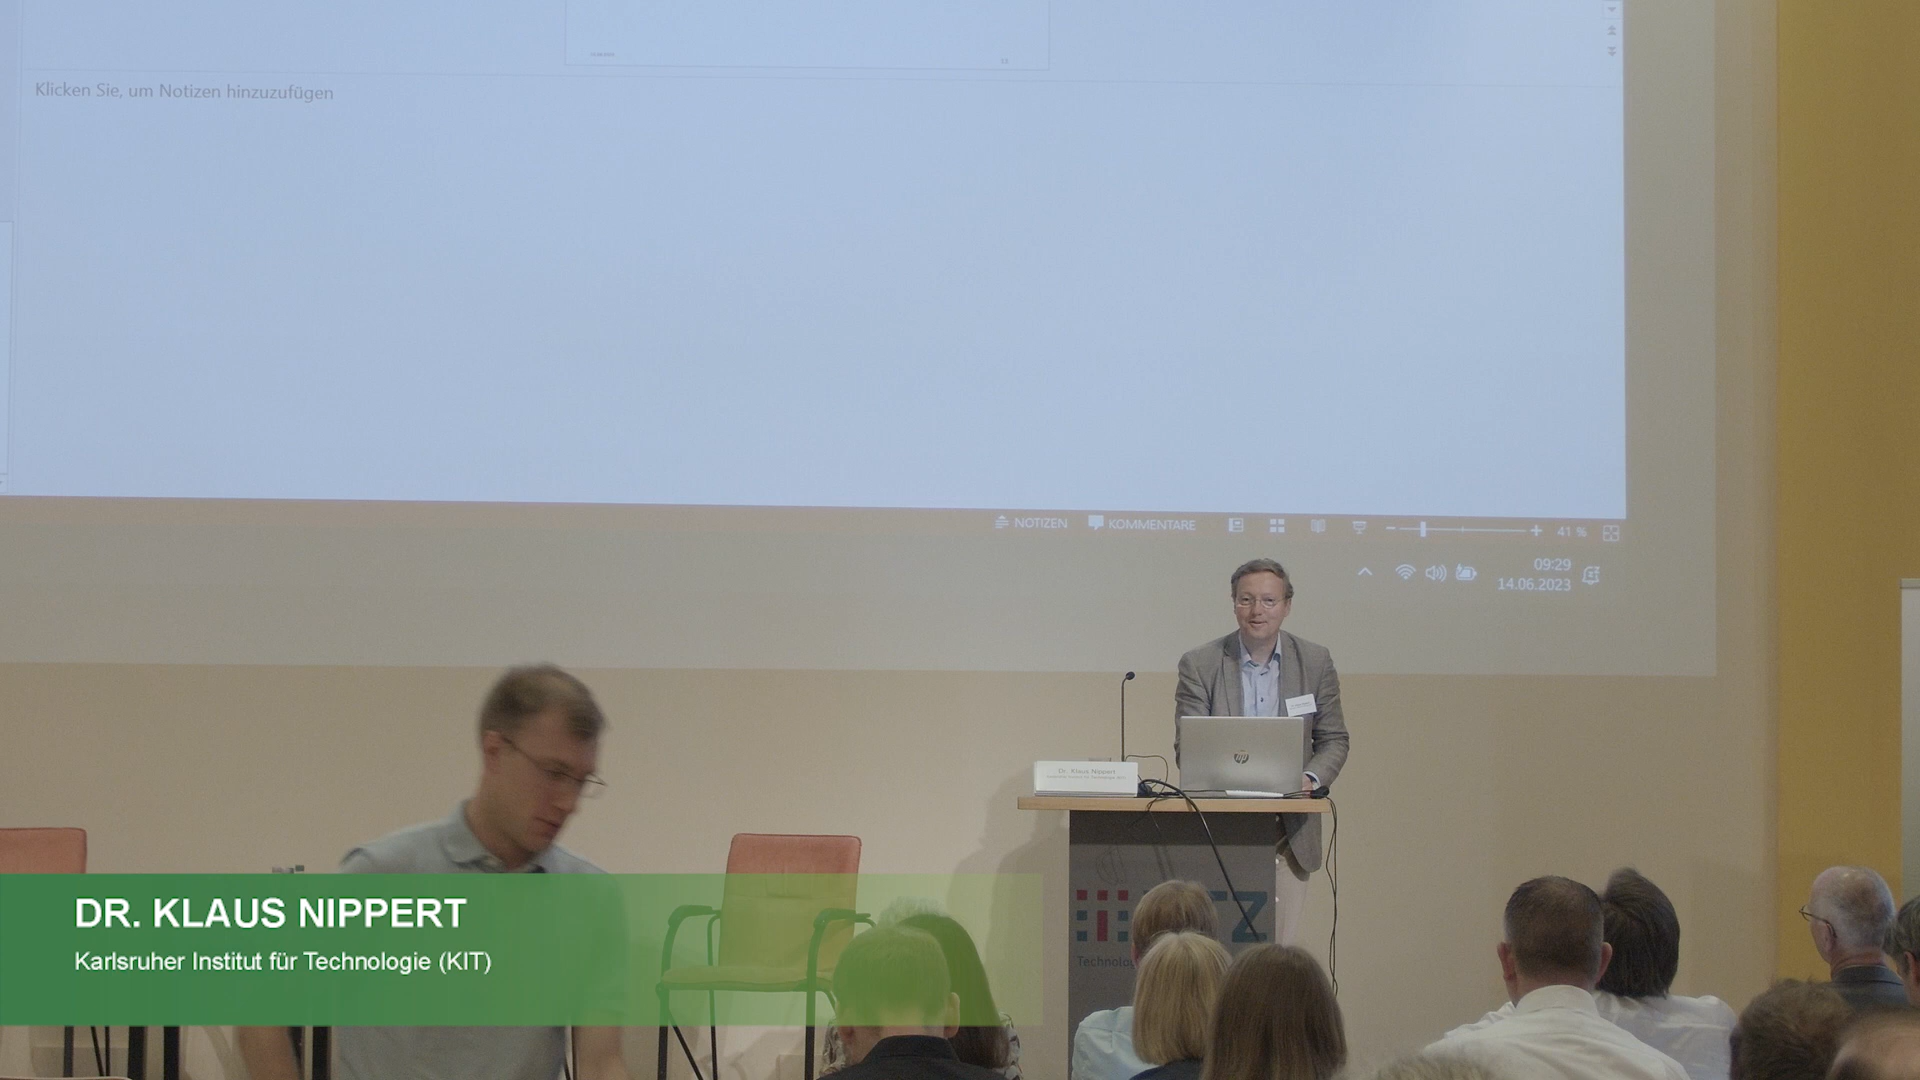 Klicken Sie, um Notizen hinzuzufügen
NOTIZEN KOMMENTARE 41 %
09:29
14.06.2023
Dr. Klaus Nippert
DR. KLAUS NIPPERT
Karlsruher Institut für Technologie (KIT)